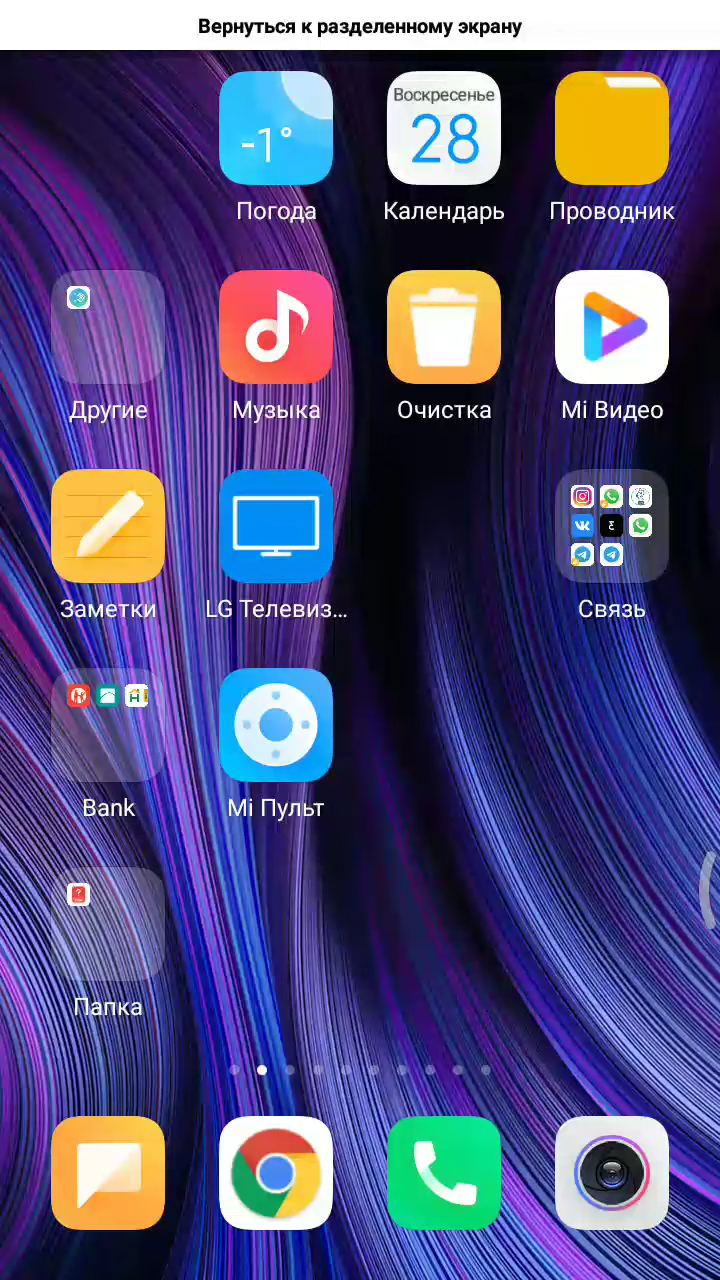 Вернуться к разделенному экрану
-1°
Воскресенье
28
Погода
Календарь
Проводник
Другие
Музыка
Очистка
Mi Видео
Заметки
LG Телевиз...
Связь
Bank
Mi Пульт
Папка